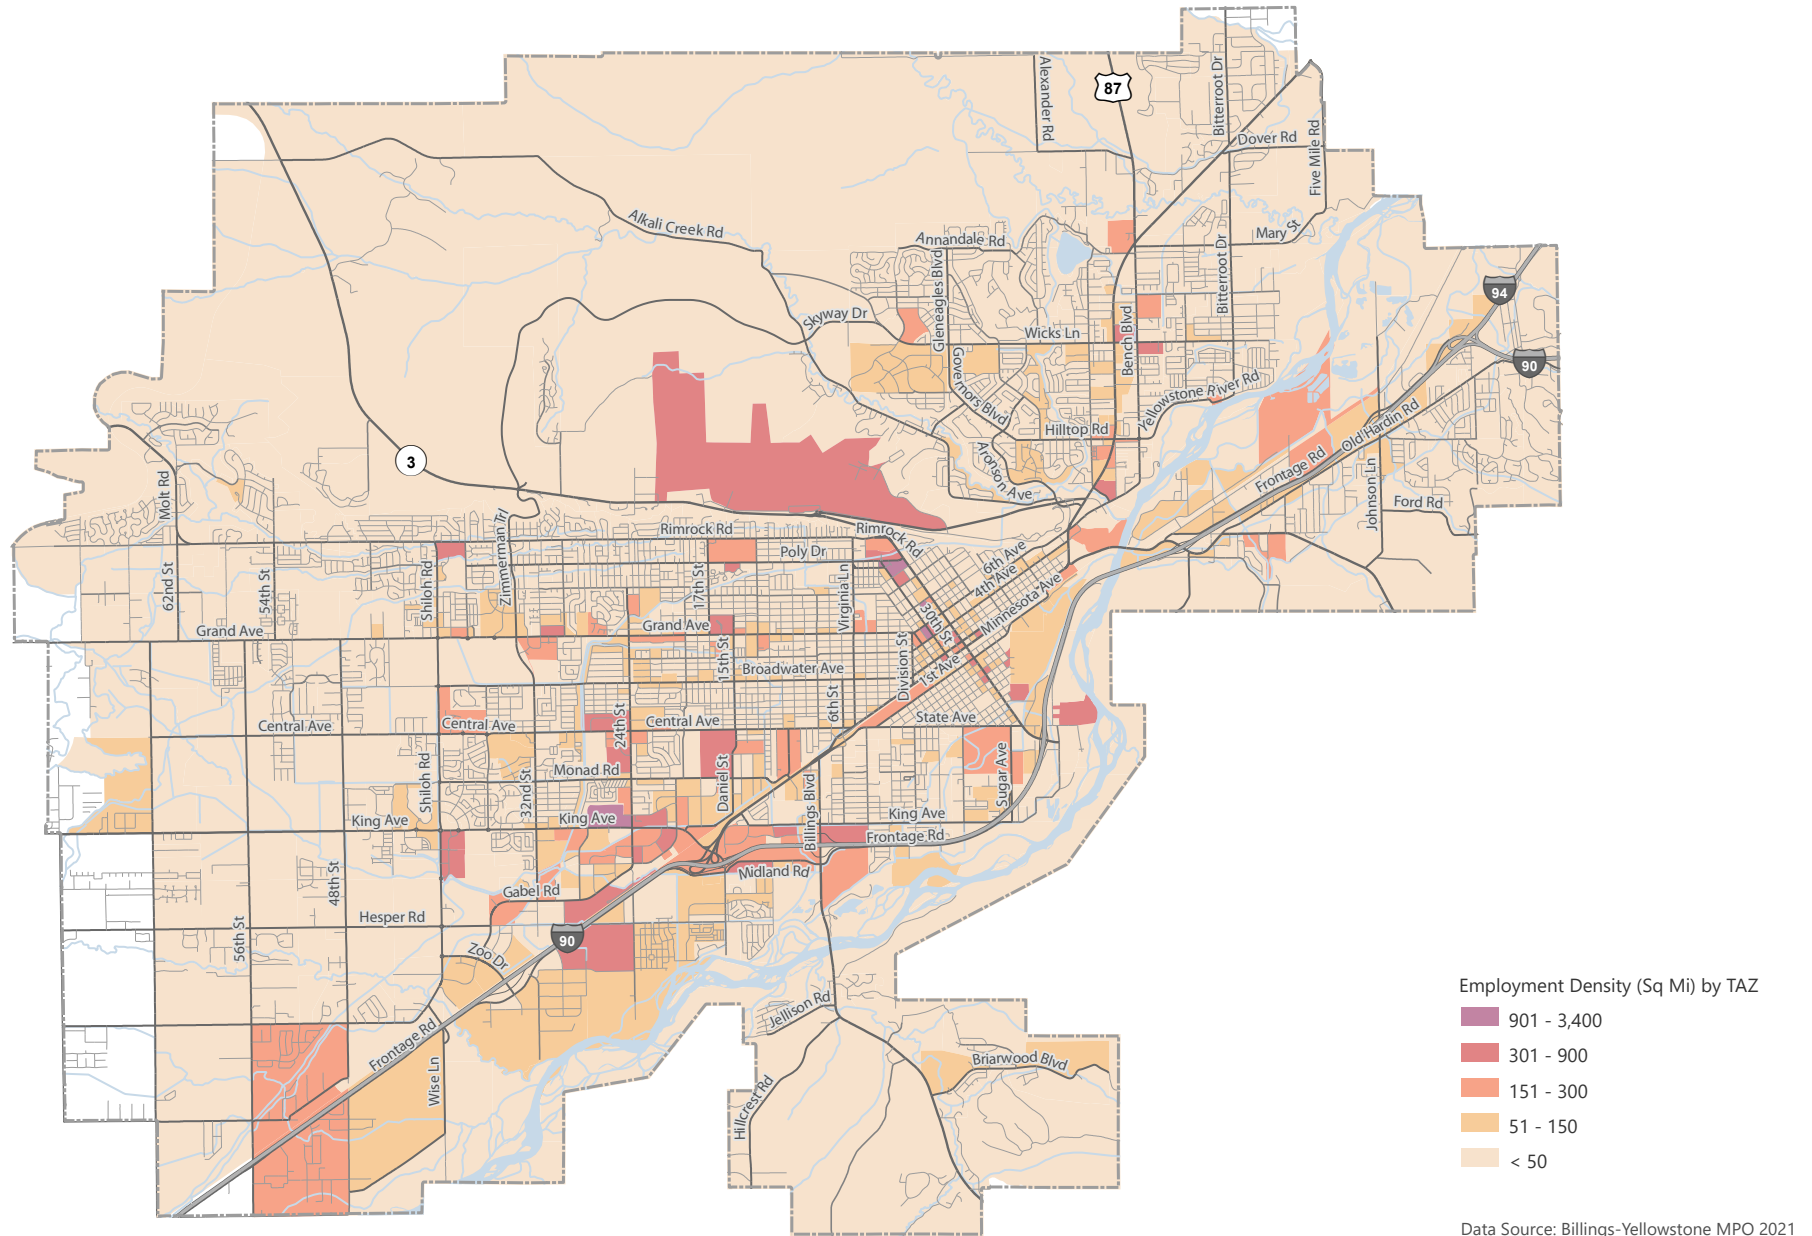 87
Alexander Rd
Bitterroot Dr
Dover Rd
Five Mile Rd
Alkali Creek Rd
Annandale Rd
Mary St
Gleneagles Blvd
Bitterroot Dr
94
Skyway Dr
Wicks Ln
Bench Blvd
90
Governors Blvd
Yellowstone River Rd
Hilltop Rd
Old Hardin Rd
3
Aronson Ave
Frontage Rd
Johnson Ln
Ford Rd
Molt Rd
Zimmerman Trl
Rimrock Rd
Rimrock Rd
Poly Dr
6th Ave
4th Ave
Minnesota Ave
62nd St
54th St
Shiloh Rd
17th St
Virginia Ln
30th St
Grand Ave
Grand Ave
15th St
Broadwater Ave
Division St
1st Ave
Central Ave
Central Ave
24th St
Central Ave
6th St
State Ave
Shiloh Rd
32nd St
Monad Rd
Daniel St
Billings Blvd
Sugar Ave
King Ave
King Ave
King Ave
Frontage Rd
48th St
Gabel Rd
Midland Rd
Hesper Rd
56th St
90
Zoo Dr
Jellison Rd
Frontage Rd
Wise Ln
Briarwood Blvd
Hillcrest Rd
Employment Density (Sq Mi) by TAZ
901 - 3,400
301 - 900
151 - 300
51 - 150
< 50
Data Source: Billings-Yellowstone MPO 2021